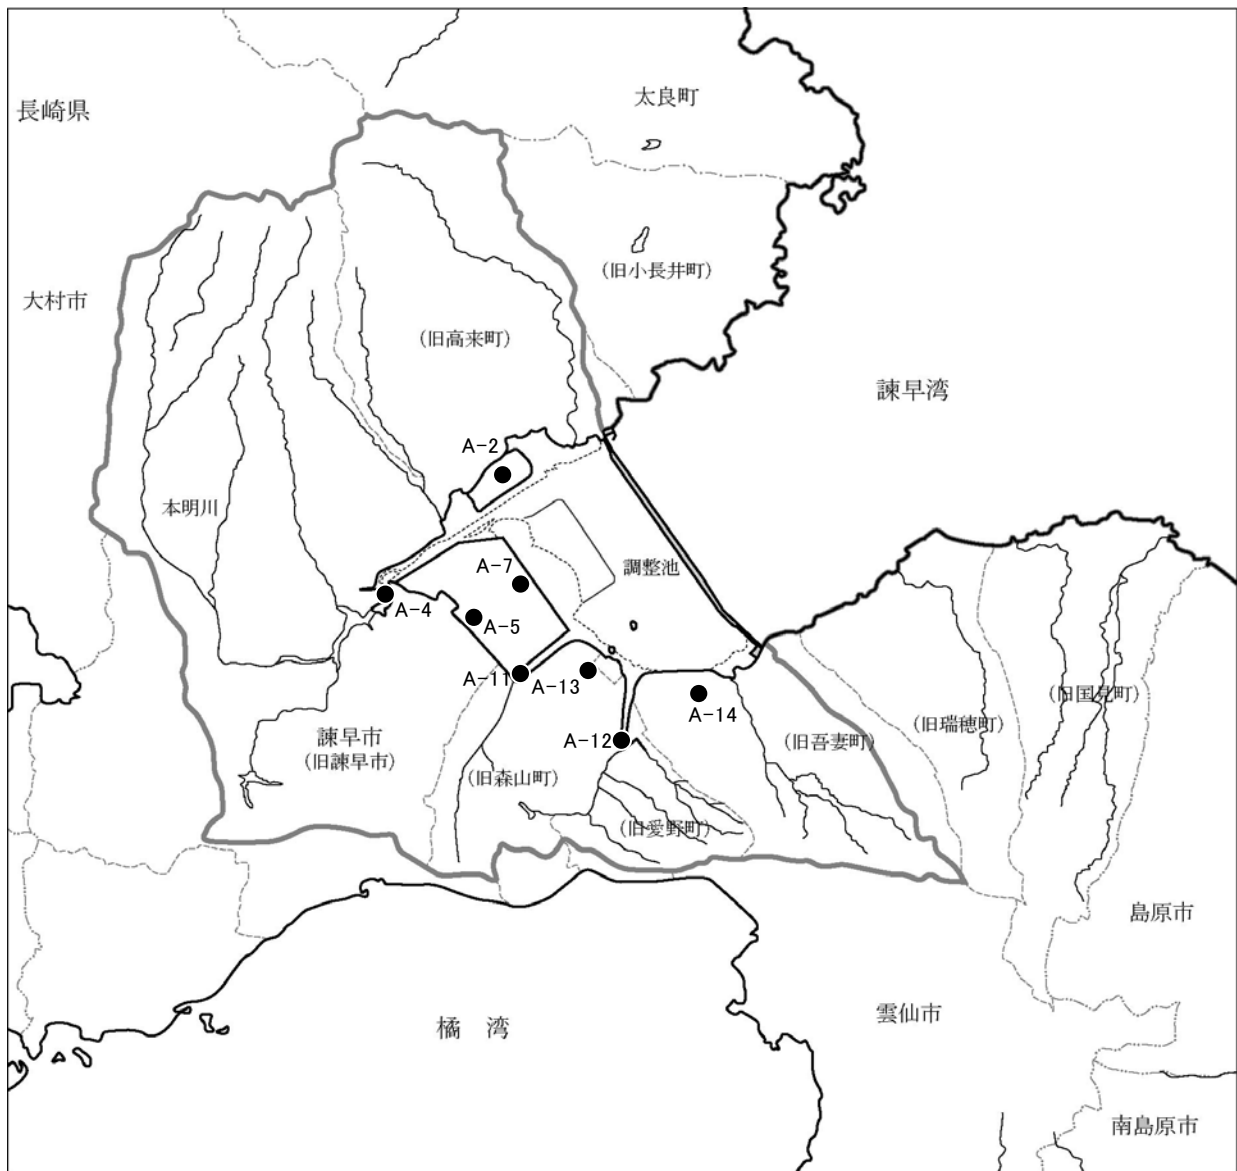 太良町
長崎県
(旧小長井町)
大村市
(旧高来町)
諫早湾
A-2
本明川
A-7
調整池
A-4
A-5
A-11
A-13
A-14
(旧国見町)
(旧瑞穂町)
諫早市
(旧諫早市)
A-12
(旧吾妻町)
(旧森山町)
(旧愛野町)
島原市
雲仙市
橘 湾
南島原市